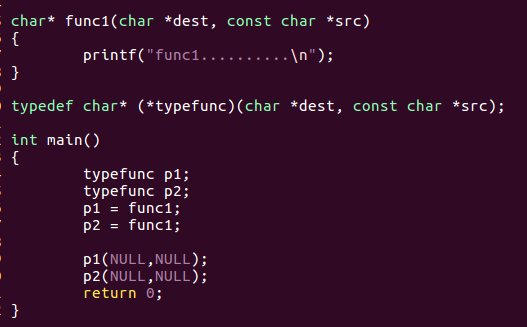 char* func1(char *dest, const char *src)
{
        printf("func1..........\n");
}
typedef char* (*typefunc)(char *dest, const char *src);
int main()
{
        typefunc p1;
        typefunc p2;
        p1 = func1;
        p2 = func1;
        p1(NULL,NULL);
        p2(NULL,NULL);
        return 0;
}